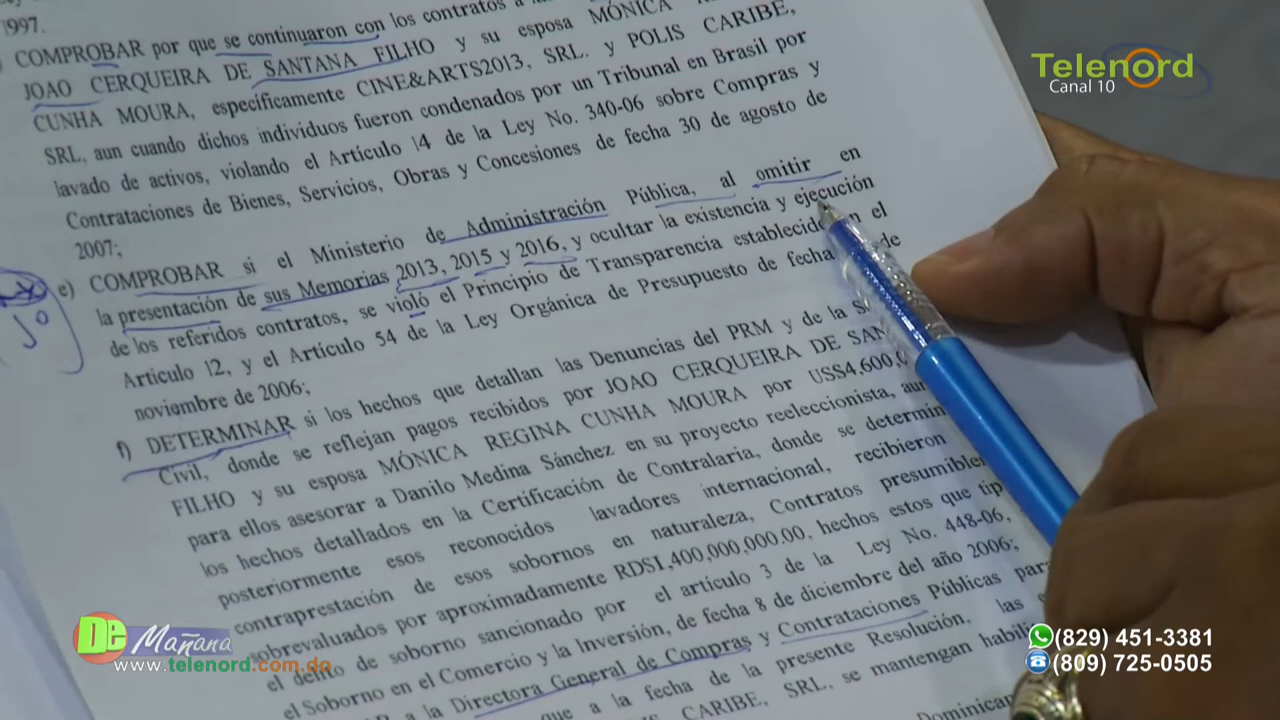 1997.
COMPROBAR por que se continuaron con los contratos a
JOAO CERQUEIRA DE SANTANA FILHO y su esposa MÓNICA
CUNHA MOURA, específicamente CINE&ARTS2013, SRL. y POLIS CARIBE,
SRL., aun cuando dichos individuos fueron condenados por un Tribunal en Brasil por
lavado de activos, violando el Artículo 14 de la Ley No. 340-06 sobre Compras y
Contrataciones de Bienes, Servicios, Obras y Concesiones de fecha 30 de agosto de
2007;
e) COMPROBAR si el Ministerio de Administración Pública, al omitir en
la presentación de sus Memorias 2013, 2015 y 2016, y ocultar la existencia y ejecución
de los referidos contratos, se violó el Principio de Transparencia establecido en el
Artículo 12, y el Artículo 54 de la Ley Orgánica de Presupuesto de fecha de
noviembre de 2006;
f) DETERMINAR si los hechos que detallan las Denuncias del PRM y de la
Civil, donde se reflejan pagos recibidos por JOAO CERQUEIRA DE
FILHO y su esposa MÓNICA REGINA CUNHA MOURA por US$4,600,
para ellos asesorar a Danilo Medina Sánchez en su proyecto reeleccionista,
los hechos detallados en la Certificación de Contralaria, donde se
posteriormente esos reconocidos lavadores internacional, recibieron
contraprestación de esos sobornos en naturaleza, Contratos
sobrevaluados por aproximadamente RDS1,400,000,000.00, hechos estos que
el delito de soborno sancionado por el artículo 3 de la Ley No. 448-06,
el Soborno en el Comercio y la Inversión, de fecha 8 de diciembre del año 2006;
a la Directora General de Compras y Contrataciones Públicas
que a la fecha de la presente Resolución, las
CARIBE, SRL., se mantengan
Telenord
Canal 10
De Mañana
www.telenord.com.do
(829) 451-3381
(809) 725-0505